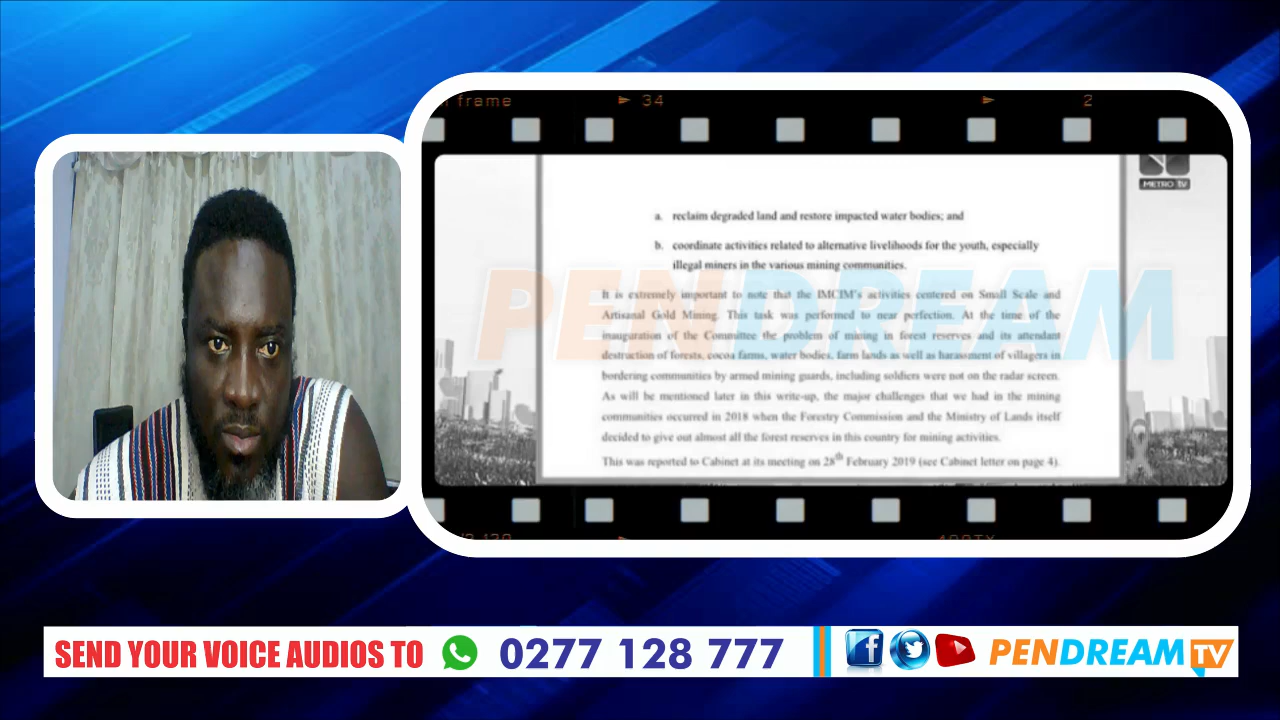 frame
34
2
METRO TV
a. reclaim degraded land and restore impacted water bodies; and
b. coordinate activities related to alternative livelihoods for the youth, especially
illegal miners in the various mining communities.
It is extremely important to note that the IMCIM's activities centered on Small Scale and
Artisanal Gold Mining. This task was performed to near perfection. At the time of the
inauguration of the Committee the problem of mining in forest reserves and its attendant
destruction of forests, cocoa farms, water bodies, farm lands as well as harassment of villagers in
bordering communities by armed mining guards, including soldiers were not on the radar screen.
As will be mentioned later in this write-up, the major challenges that we had in the mining
communities occurred in 2018 when the Forestry Commission and the Ministry of Lands itself
decided to give out almost all the forest reserves in this country for mining activities.
This was reported to Cabinet at its meeting on 28th February 2019 (see Cabinet letter on page 4).
PENDREAM
SEND YOUR VOICE AUDIOS TO 0277 128 777 PENDREAM TV